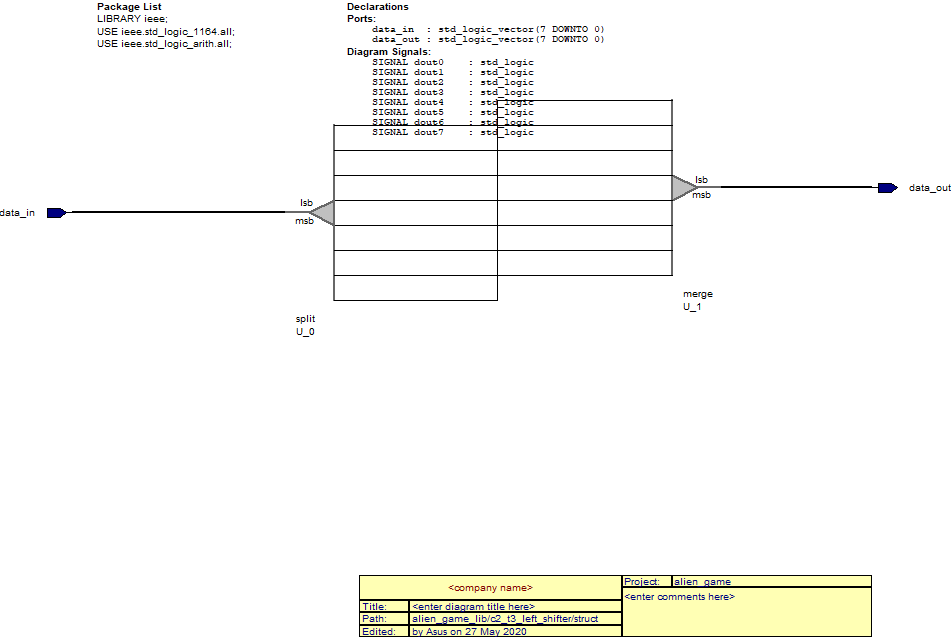 Package List
LIBRARY ieee;
USE ieee.std_logic_1164.all;
USE ieee.std_logic_arith.all;
Declarations
Ports:
data_in : std_logic_vector(7 DOWNTO 0)
data_out : std_logic_vector(7 DOWNTO 0)
Diagram Signals:
SIGNAL dout0 : std_logic
SIGNAL dout1 : std_logic
SIGNAL dout2 : std_logic
SIGNAL dout3 : std_logic
SIGNAL dout4 : std_logic
SIGNAL dout5 : std_logic
SIGNAL dout6 : std_logic
SIGNAL dout7 : std_logic
lsb
msb
data_out
data_in
lsb
msb
merge
U_1
split
U_0
<company name>
Title: <enter diagram title here>
Path: alien_game_lib/c2_t3_left_shifter/struct
Edited: by Asus on 27 May 2020
Project: alien_game
<enter comments here>